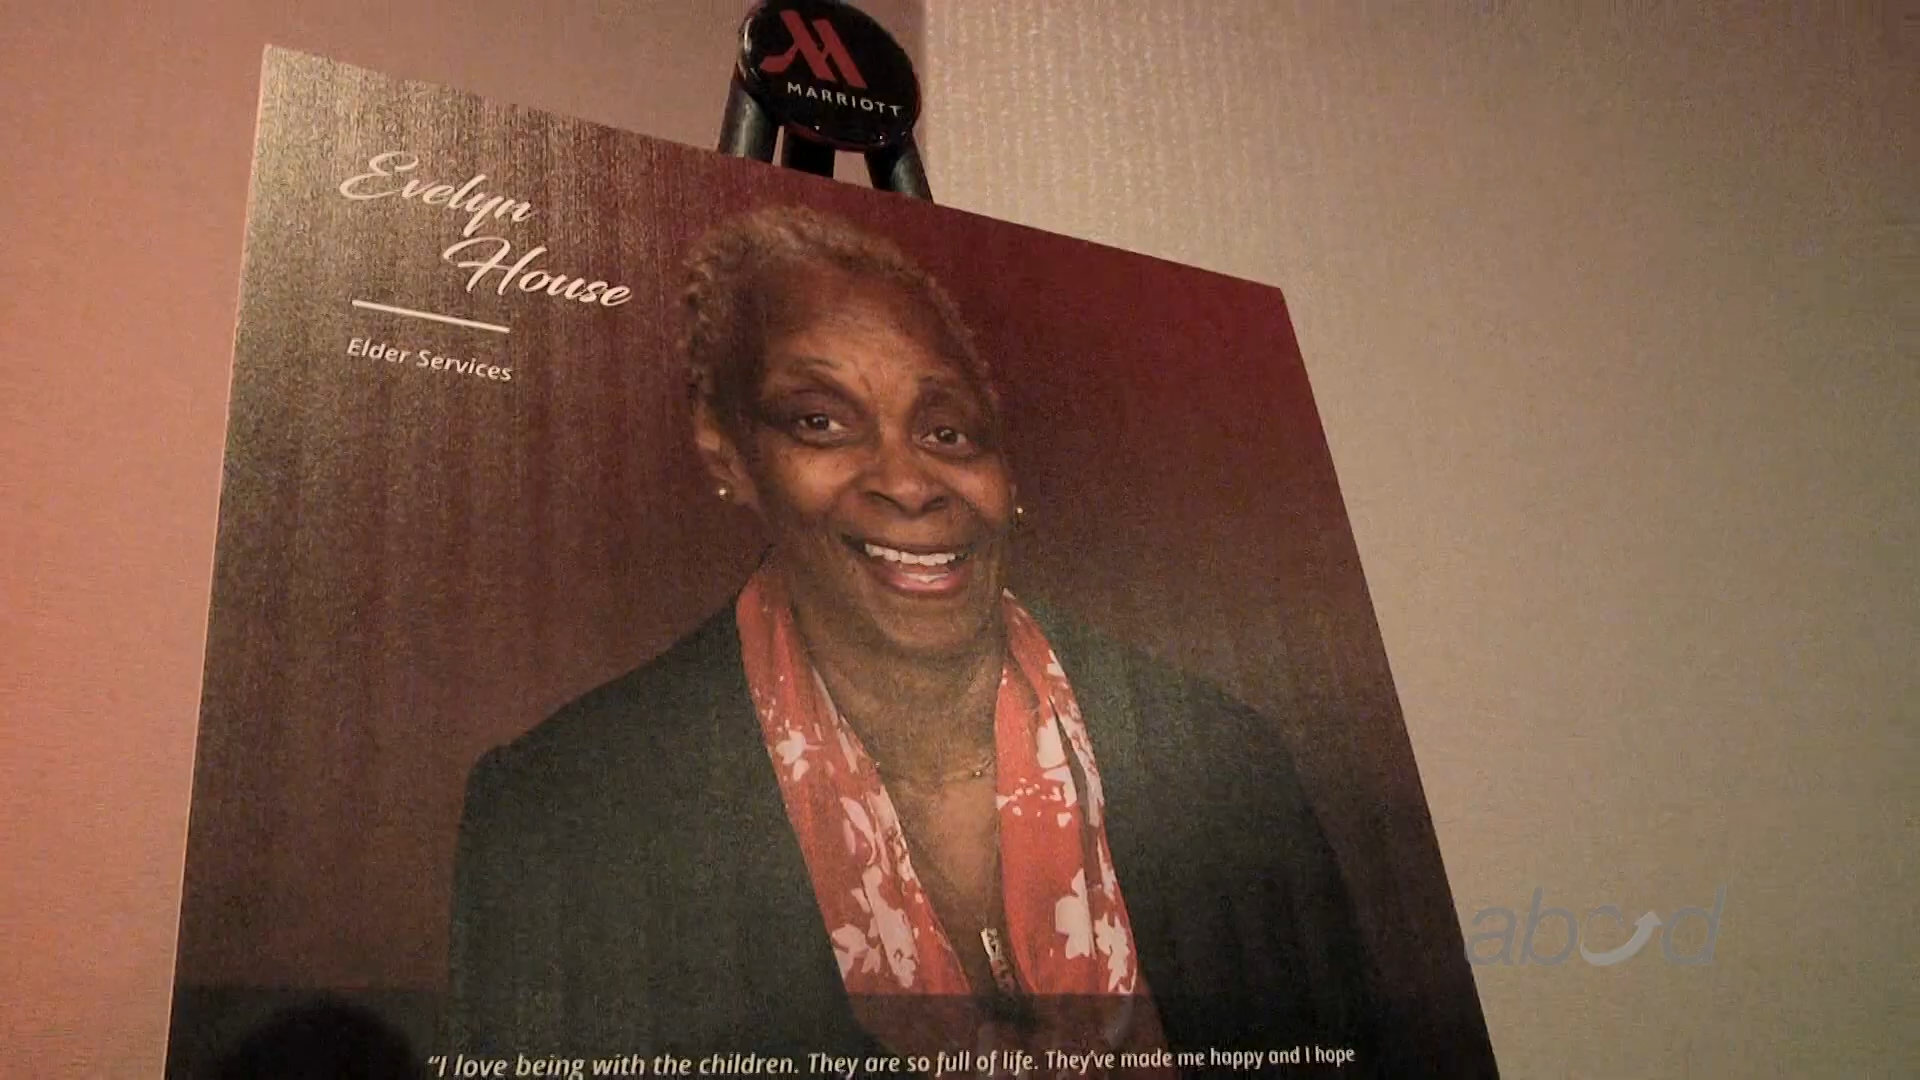 MARRIOTT
Evelyn
House
Elder Services
abcd
“I love being with the children. They are so full of life. They’ve made me happy and I hope